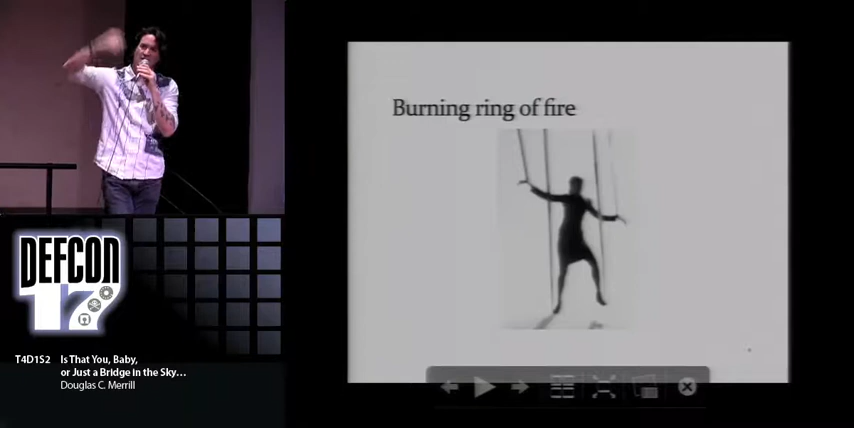 Burning ring of fire
DEFCON
17
T4D1S2 Is That You, Baby,
or Just a Bridge in the Sky...
Douglas C. Merrill